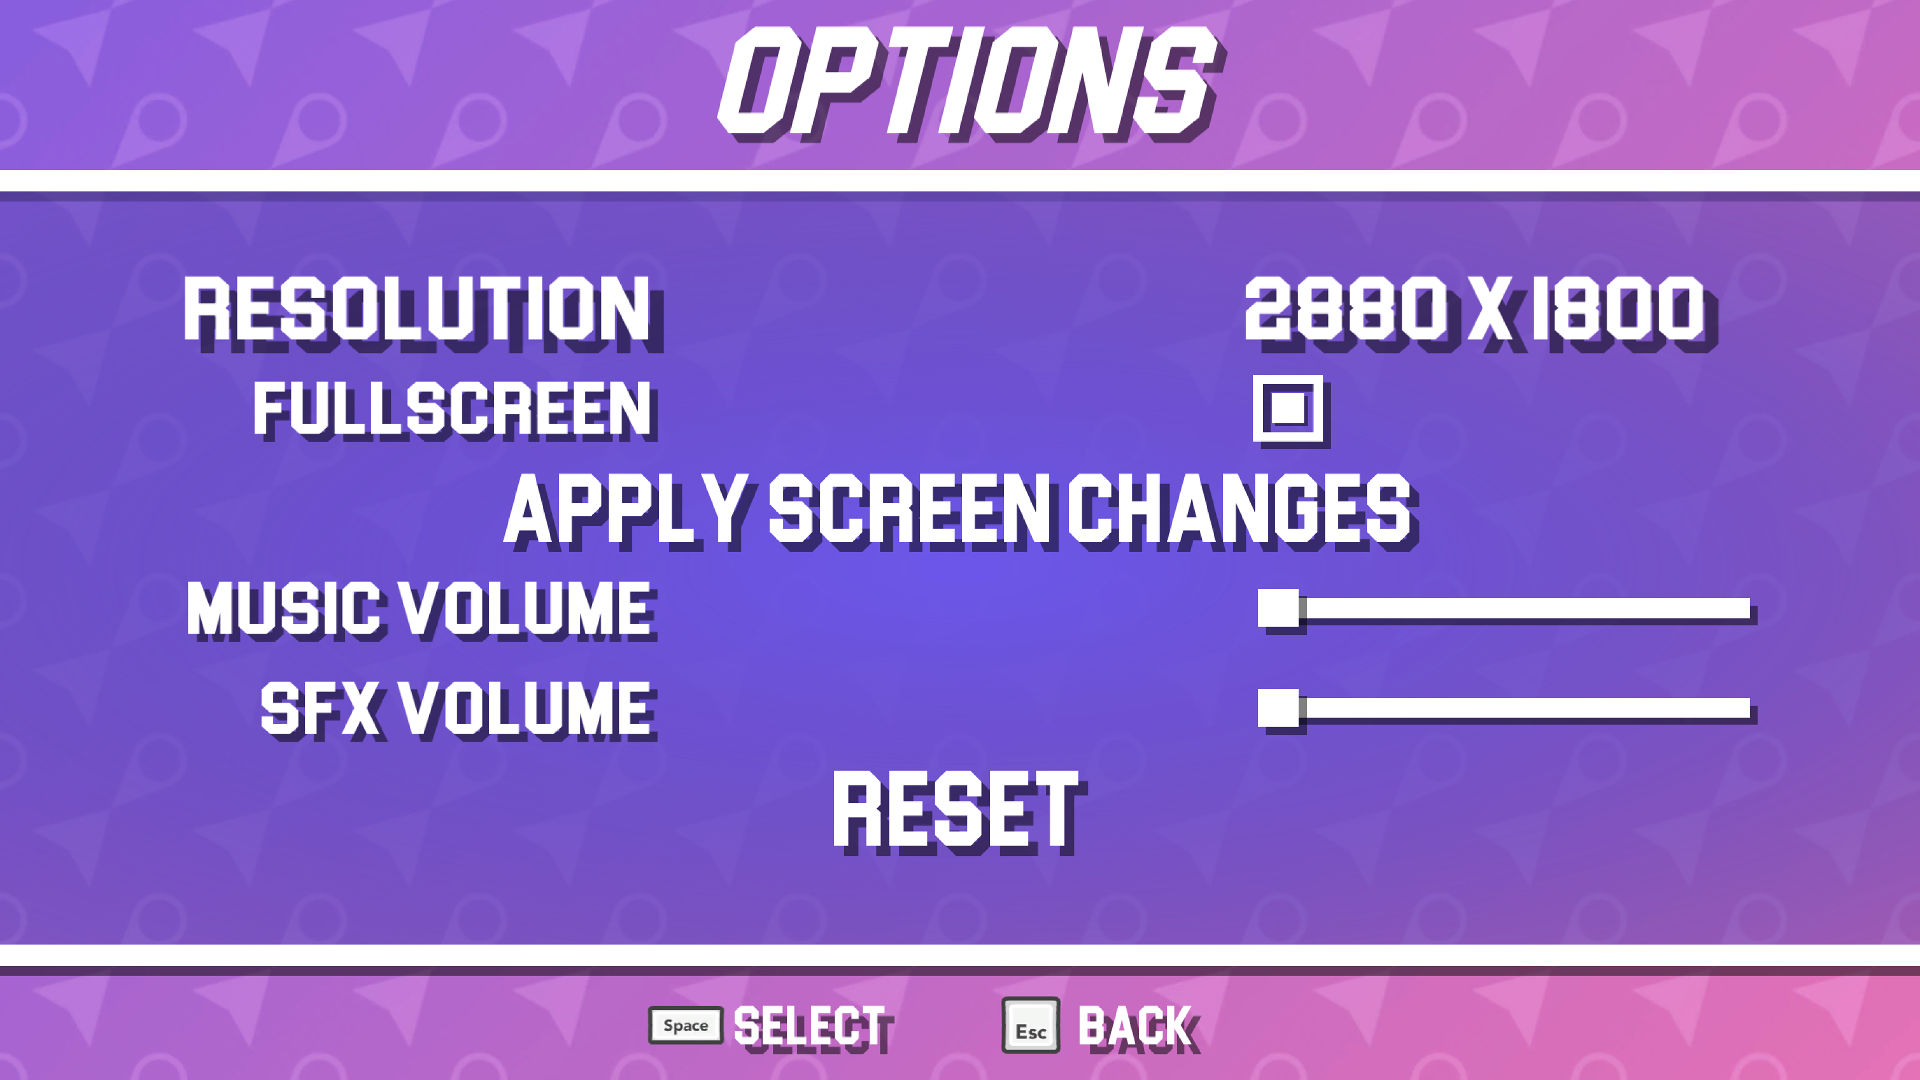 OPTIONS
RESOLUTION 2880 X 1800
FULLSCREEN
APPLY SCREEN CHANGES
MUSIC VOLUME
SFX VOLUME
RESET
Space SELECT Esc BACK